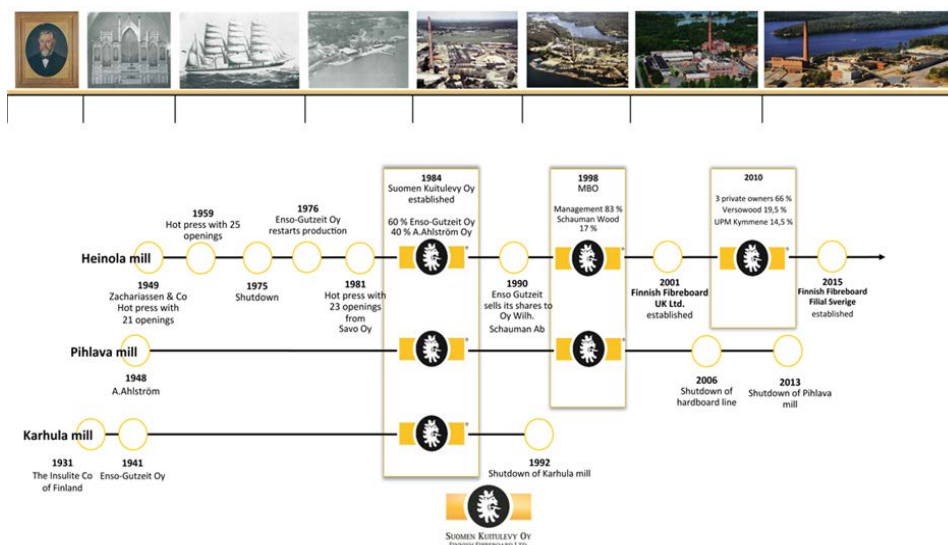 1984
Suomen Kuitulevy Oy
established
60 % Enso-Gutzeit Oy
40 % A.Ahlström Oy
1998
MBO
Management 83 %
Schauman Wood
17 %
2010
3 private owners 66 %
Versowood 19,5 %
UPM Kymmene 14,5 %
1959
Hot press with 25
openings
1976
Enso-Gutzeit Oy
restarts production
Heinola mill
1949
Zachariassen & Co
Hot press with
21 openings
1975
Shutdown
1981
Hot press with
23 openings
from
Savo Oy
1990
Enso Gutzeit
sells its shares to
Oy Wilh.
Schauman Ab
2001
Finnish Fibreboard
UK Ltd.
established
2015
Finnish Fibreboard
Filial Sverige
established
Pihlava mill
1948
A.Ahlström
2006
Shutdown of
hardboard line
2013
Shutdown of Pihlava
mill
Karhula mill
1931
The Insulite Co
of Finland
1941
Enso-Gutzeit Oy
1992
Shutdown of Karhula mill
SUOMEN KUITULEVY OY
FINNISH FIBREBOARD LTD